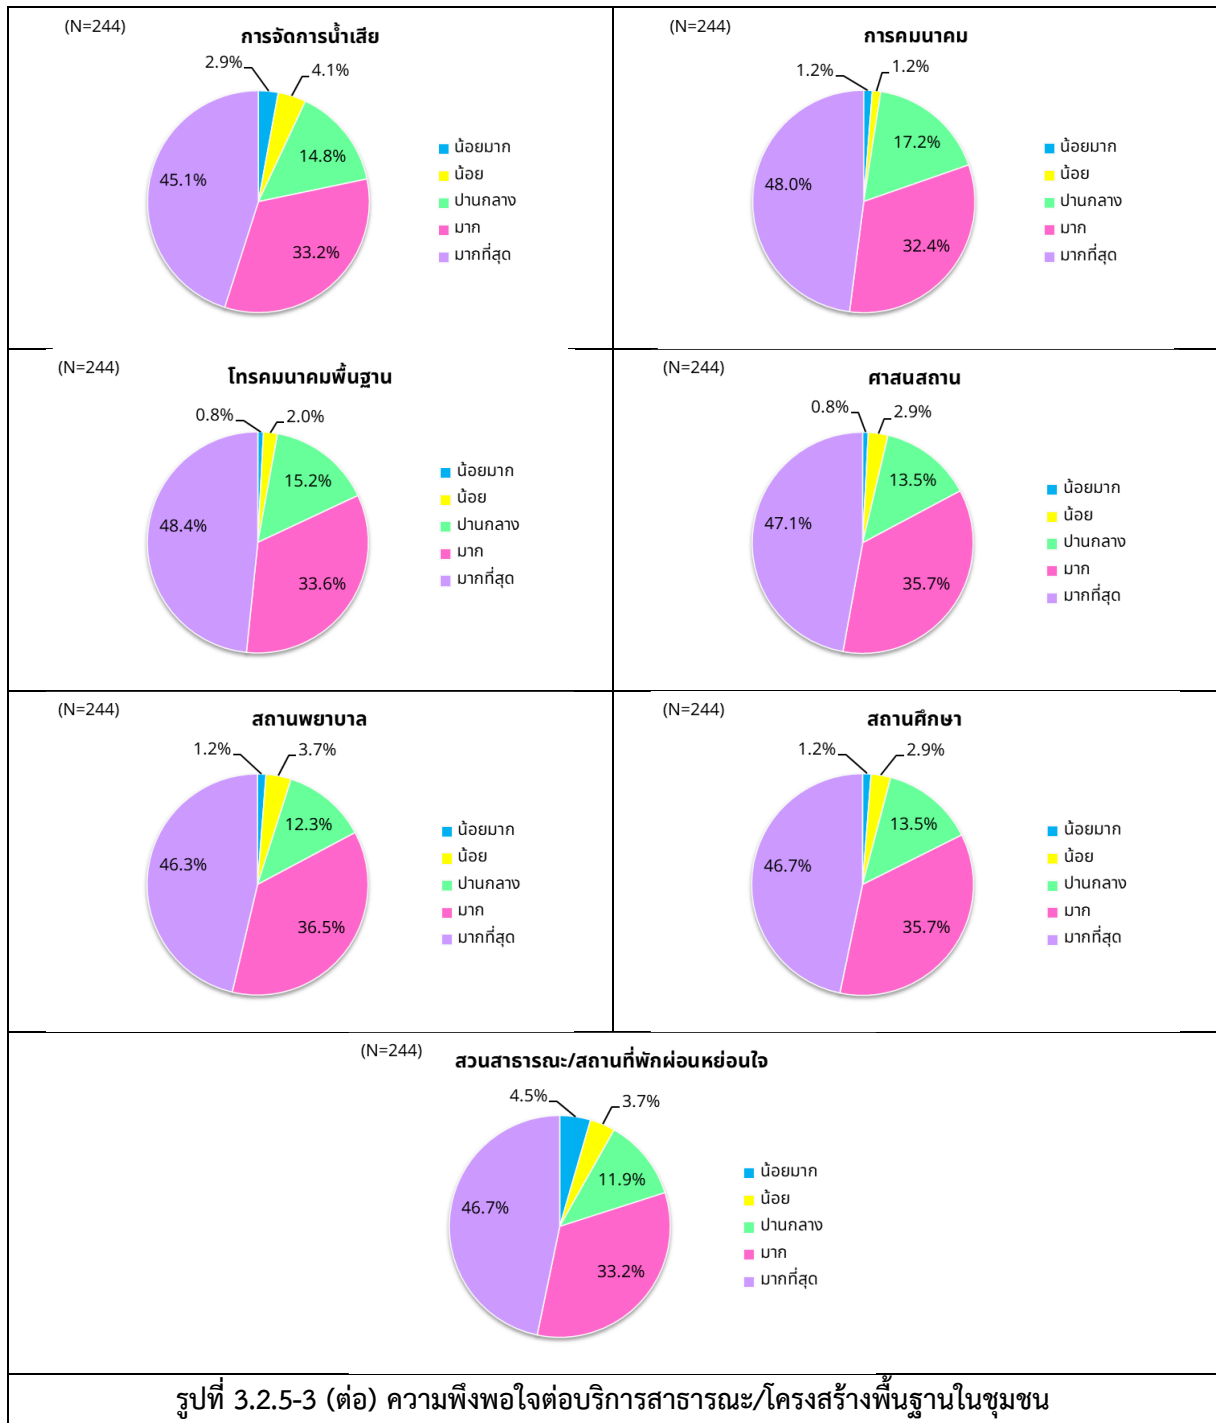 (N=244)
การจัดการน้ำเสีย
2.9%
4.1%
14.8%
45.1%
33.2%
น้อยมาก
น้อย
ปานกลาง
มาก
มากที่สุด
(N=244)
การคมนาคม
1.2%
1.2%
17.2%
48.0%
32.4%
น้อยมาก
น้อย
ปานกลาง
มาก
มากที่สุด
(N=244)
โทรคมนาคมพื้นฐาน
0.8%
2.0%
15.2%
48.4%
33.6%
น้อยมาก
น้อย
ปานกลาง
มาก
มากที่สุด
(N=244)
ศาสนสถาน
0.8%
2.9%
13.5%
47.1%
35.7%
น้อยมาก
น้อย
ปานกลาง
มาก
มากที่สุด
(N=244)
สถานพยาบาล
1.2%
3.7%
12.3%
46.3%
36.5%
น้อยมาก
น้อย
ปานกลาง
มาก
มากที่สุด
(N=244)
สถานศึกษา
1.2%
2.9%
13.5%
46.7%
35.7%
น้อยมาก
น้อย
ปานกลาง
มาก
มากที่สุด
(N=244)
สวนสาธารณะ/สถานที่พักผ่อนหย่อนใจ
4.5%
3.7%
11.9%
46.7%
33.2%
น้อยมาก
น้อย
ปานกลาง
มาก
มากที่สุด
รูปที่ 3.2.5-3 (ต่อ) ความพึงพอใจต่อบริการสาธารณะ/โครงสร้างพื้นฐานในชุมชน